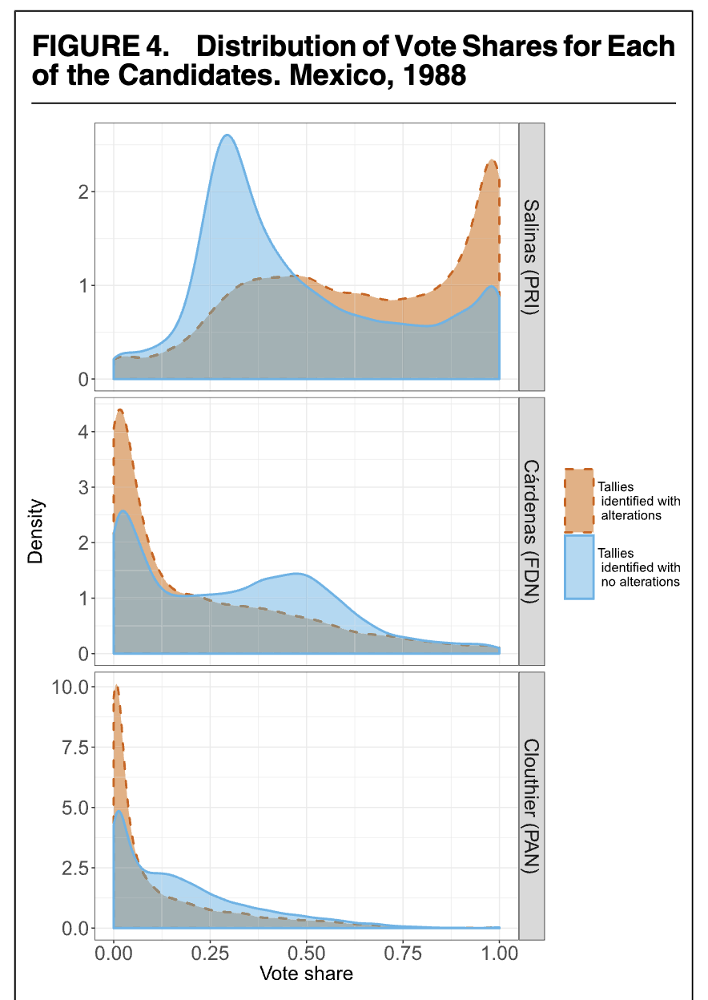 FIGURE 4. Distribution of Vote Shares for Each
of the Candidates. Mexico, 1988
2
1
0
Salinas (PRI)
4
3
2
1
0
Cárdenas (FDN)
10.0
7.5
5.0
2.5
0.0
Clouthier (PAN)
0.00 0.25 0.50 0.75 1.00
Vote share
Density
Tallies
identified with
alterations
Tallies
identified with
no alterations